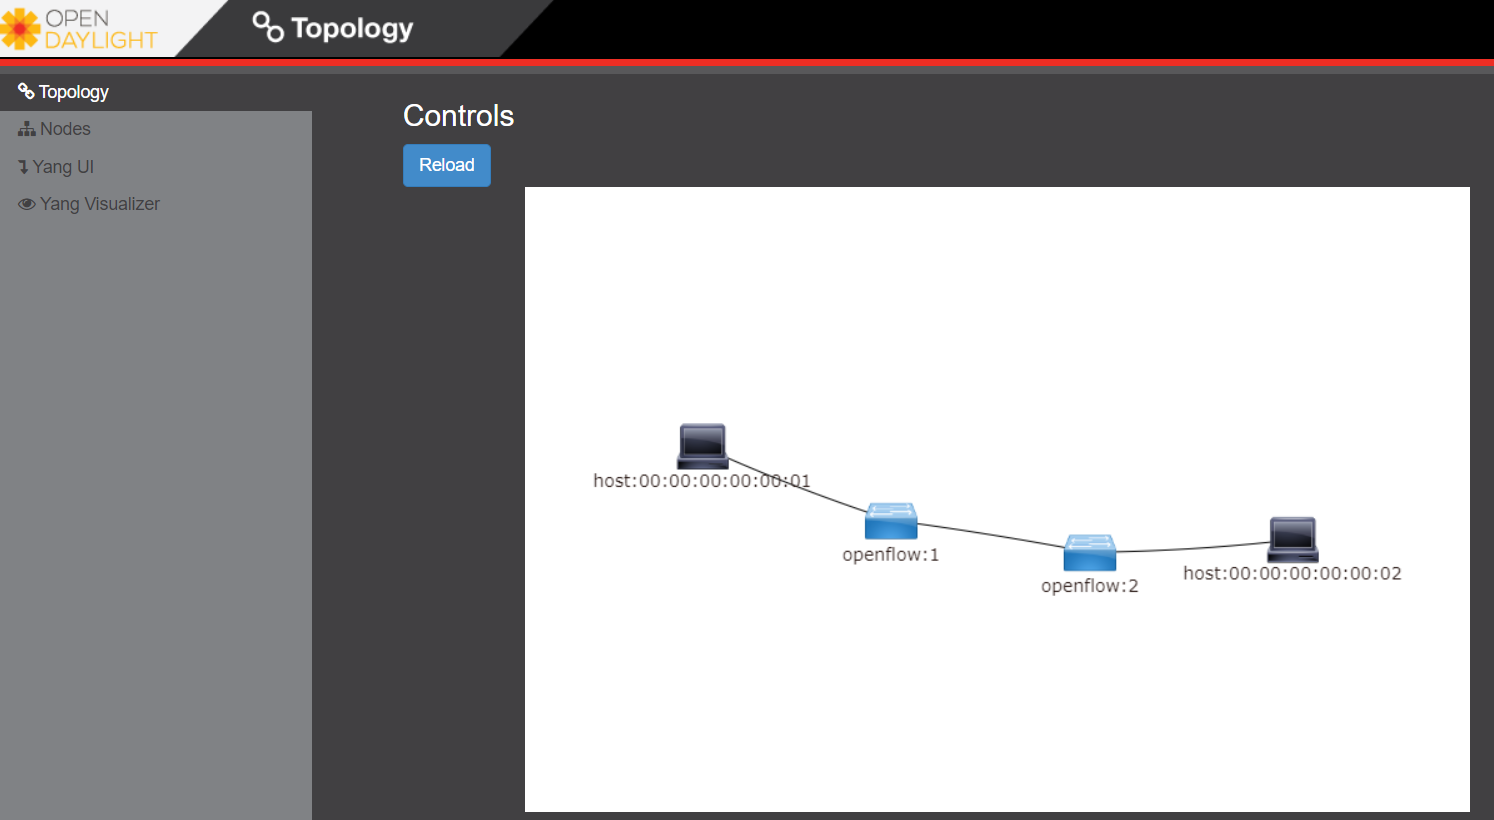 OPEN
DAYLIGHT
Topology
Topology
Nodes
Yang UI
Yang Visualizer
Controls
Reload
host:00:00:00:00:00:01
openflow:1
openflow:2
host:00:00:00:00:00:02